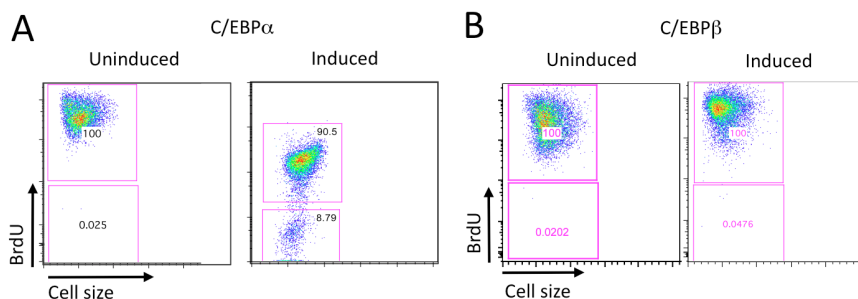 A
C/EBPα
Uninduced
Induced
100
0.025
90.5
8.79
BrdU
Cell size
B
C/EBPβ
Uninduced
Induced
100
0.0202
100
0.0476
BrdU
Cell size